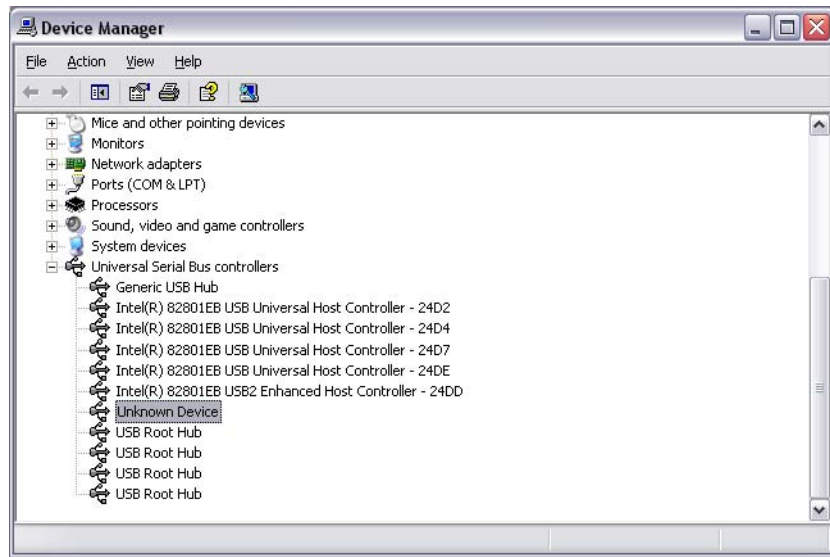 Device Manager
File Action View Help
Mice and other pointing devices
Monitors
Network adapters
Ports (COM & LPT)
Processors
Sound, video and game controllers
System devices
Universal Serial Bus controllers
Generic USB Hub
Intel(R) 82801EB USB Universal Host Controller - 24D2
Intel(R) 82801EB USB Universal Host Controller - 24D4
Intel(R) 82801EB USB Universal Host Controller - 24D7
Intel(R) 82801EB USB Universal Host Controller - 24DE
Intel(R) 82801EB USB2 Enhanced Host Controller - 24DD
Unknown Device
USB Root Hub
USB Root Hub
USB Root Hub
USB Root Hub